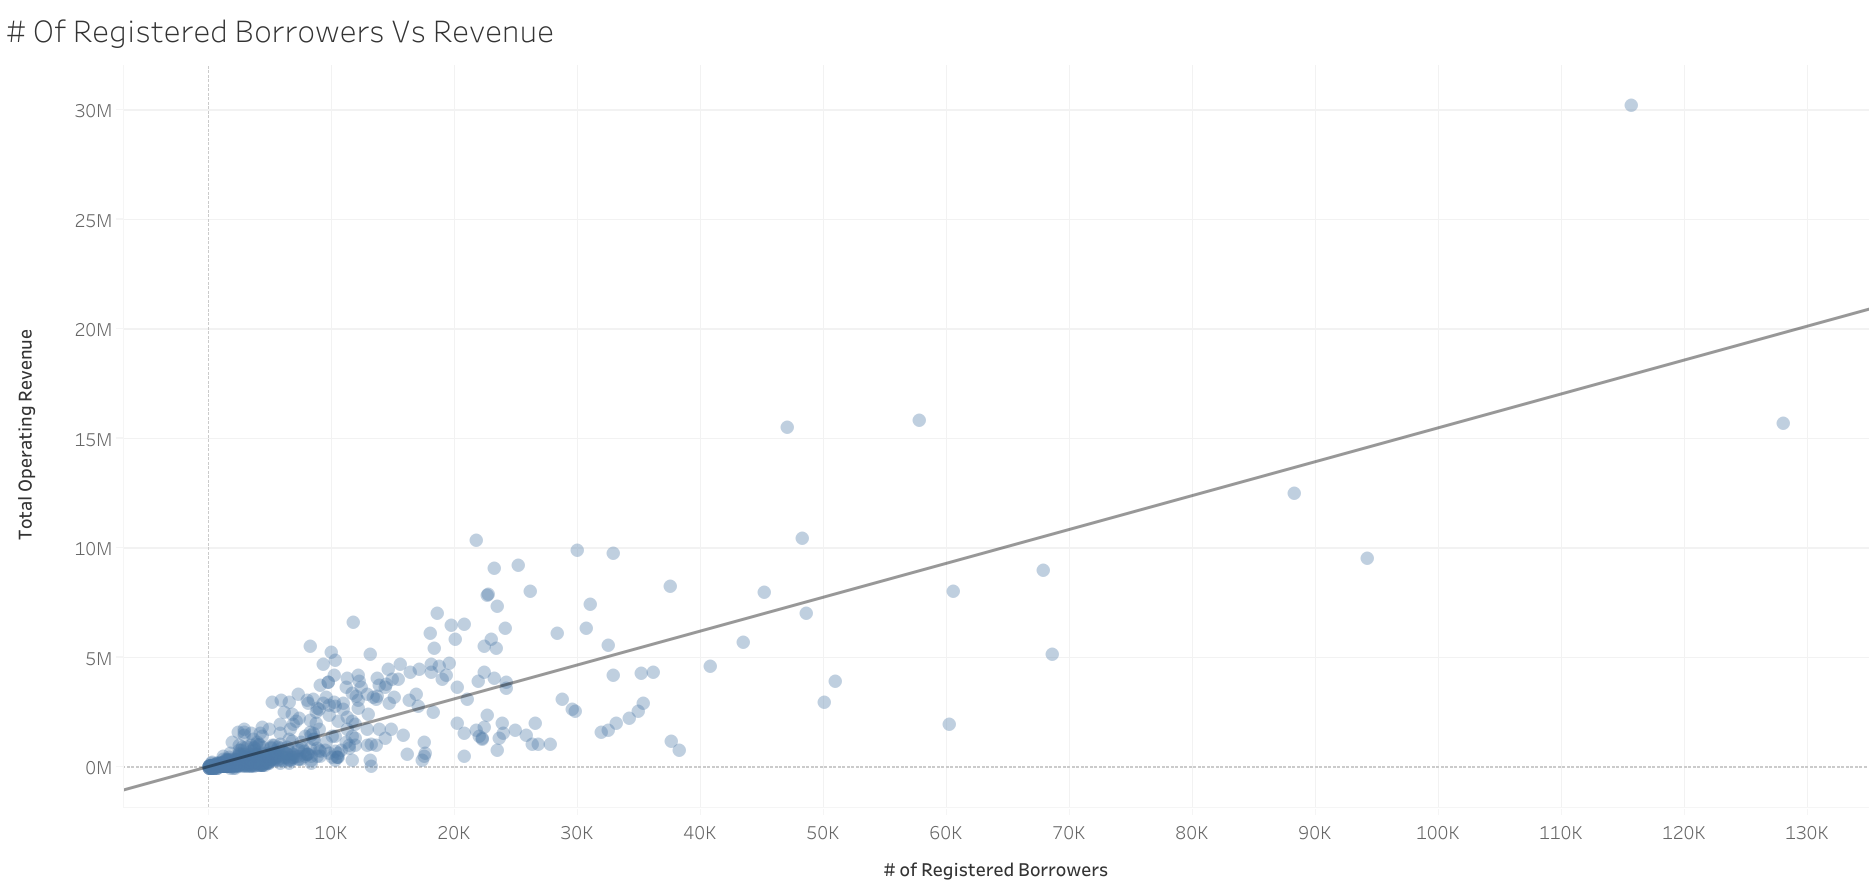 # Of Registered Borrowers Vs Revenue
30M
25M
20M
15M
10M
5M
0M
Total Operating Revenue
0K 10K 20K 30K 40K 50K 60K 70K 80K 90K 100K 110K 120K 130K
# of Registered Borrowers